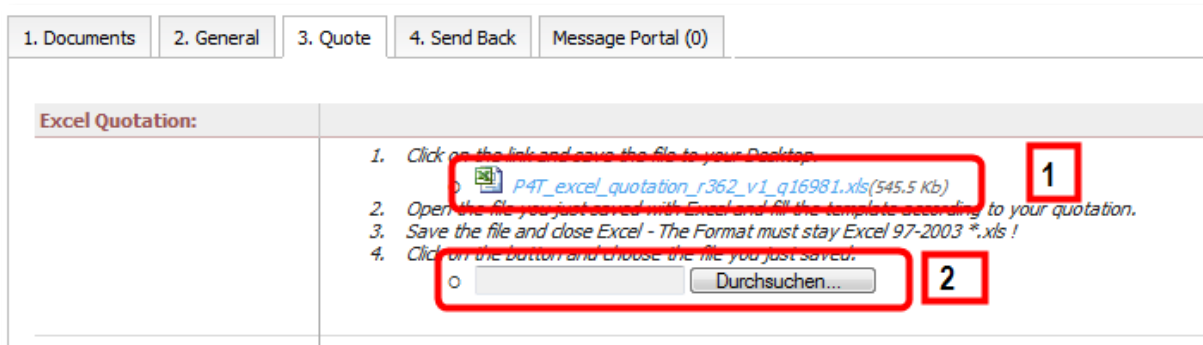 1. Documents 2. General 3. Quote 4. Send Back Message Portal (0)
Excel Quotation:
1. Click on the link and save the file to your Desktop.
P4T_excel_quotation_r362_v1_q16981.xls(545.5 Kb)
1
2. Open the file you just saved with Excel and fill the template according to your quotation.
3. Save the file and close Excel - The Format must stay Excel 97-2003 *.xls !
4. Click on the button and choose the file you just saved.
Durchsuchen...
2